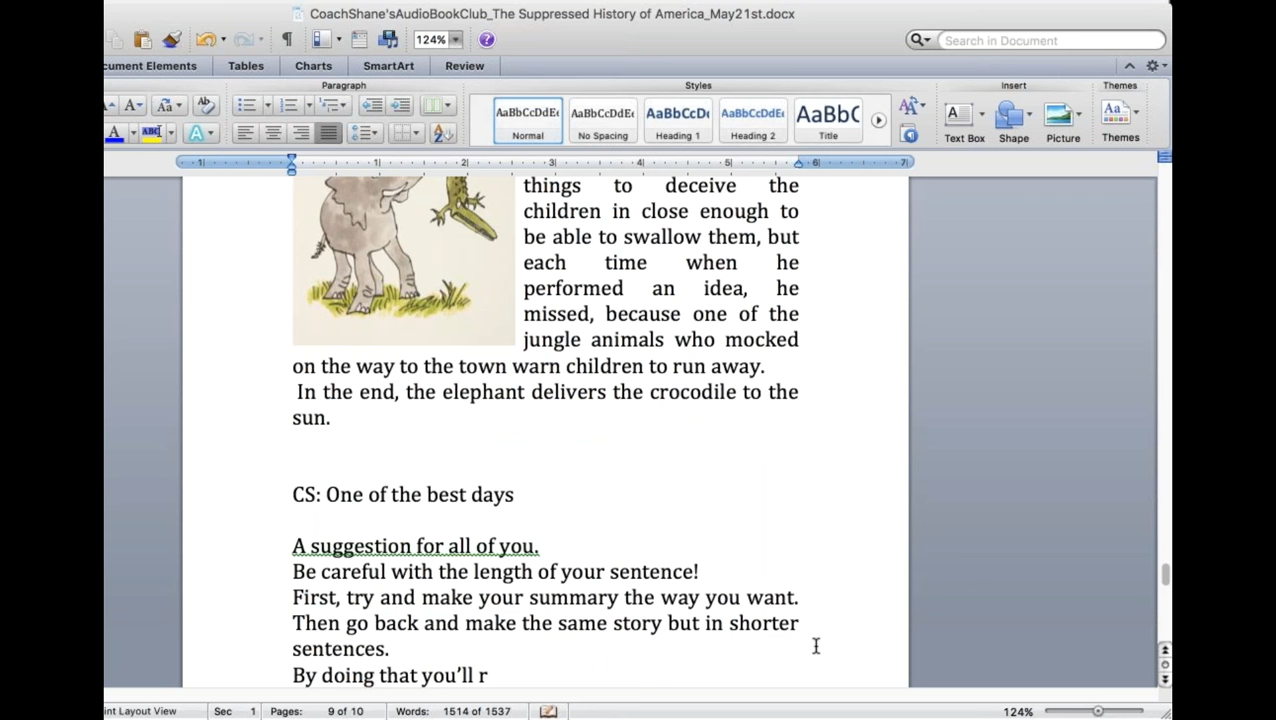 CoachShane'sAudioBookClub_The Suppressed History of America_May21st.docx
124%
Search in Document
cument Elements
Tables
Charts
SmartArt
Review
Paragraph
Styles
Insert
Themes
AaBbCcDdEe
AaBbCcDdEe
AaBbCcDc
AaBbCcDdEe
AaBbC
Normal
No Spacing
Heading 1
Heading 2
Title
Text Box
Shape
Picture
Themes
things to deceive the
children in close enough to
be able to swallow them, but
each time when he
performed an idea, he
missed, because one of the
jungle animals who mocked
on the way to the town warn children to run away.
In the end, the elephant delivers the crocodile to the
sun.
CS: One of the best days
A suggestion for all of you.
Be careful with the length of your sentence!
First, try and make your summary the way you want.
Then go back and make the same story but in shorter
sentences.
By doing that you'll r
int Layout View
Sec 1
Pages: 9 of 10
Words: 1514 of 1537
124%